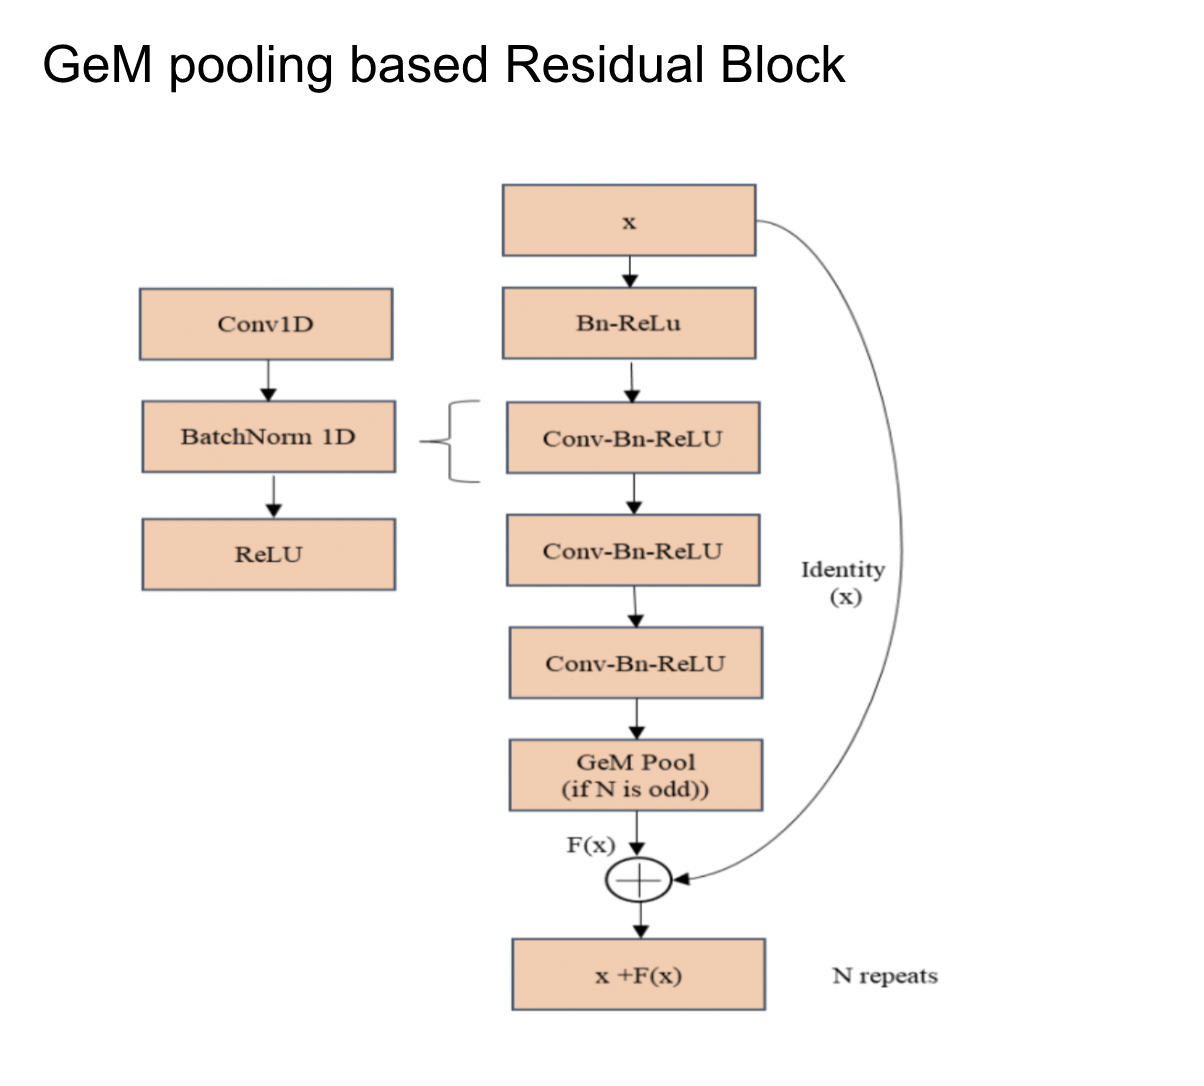 GeM pooling based Residual Block
x
Bn-ReLu
Conv1D
BatchNorm 1D
ReLU
Conv-Bn-ReLU
Conv-Bn-ReLU
Conv-Bn-ReLU
Identity
(x)
GeM Pool
(if N is odd))
F(x)
x +F(x)
N repeats